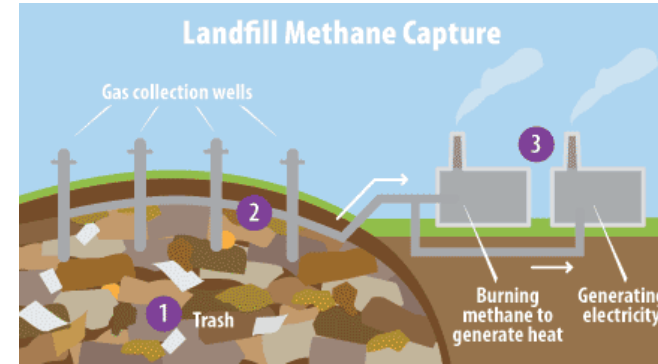 Landfill Methane Capture
Gas collection wells
3
2
1
Trash
Burning
methane to
generate heat
Generating
electricity